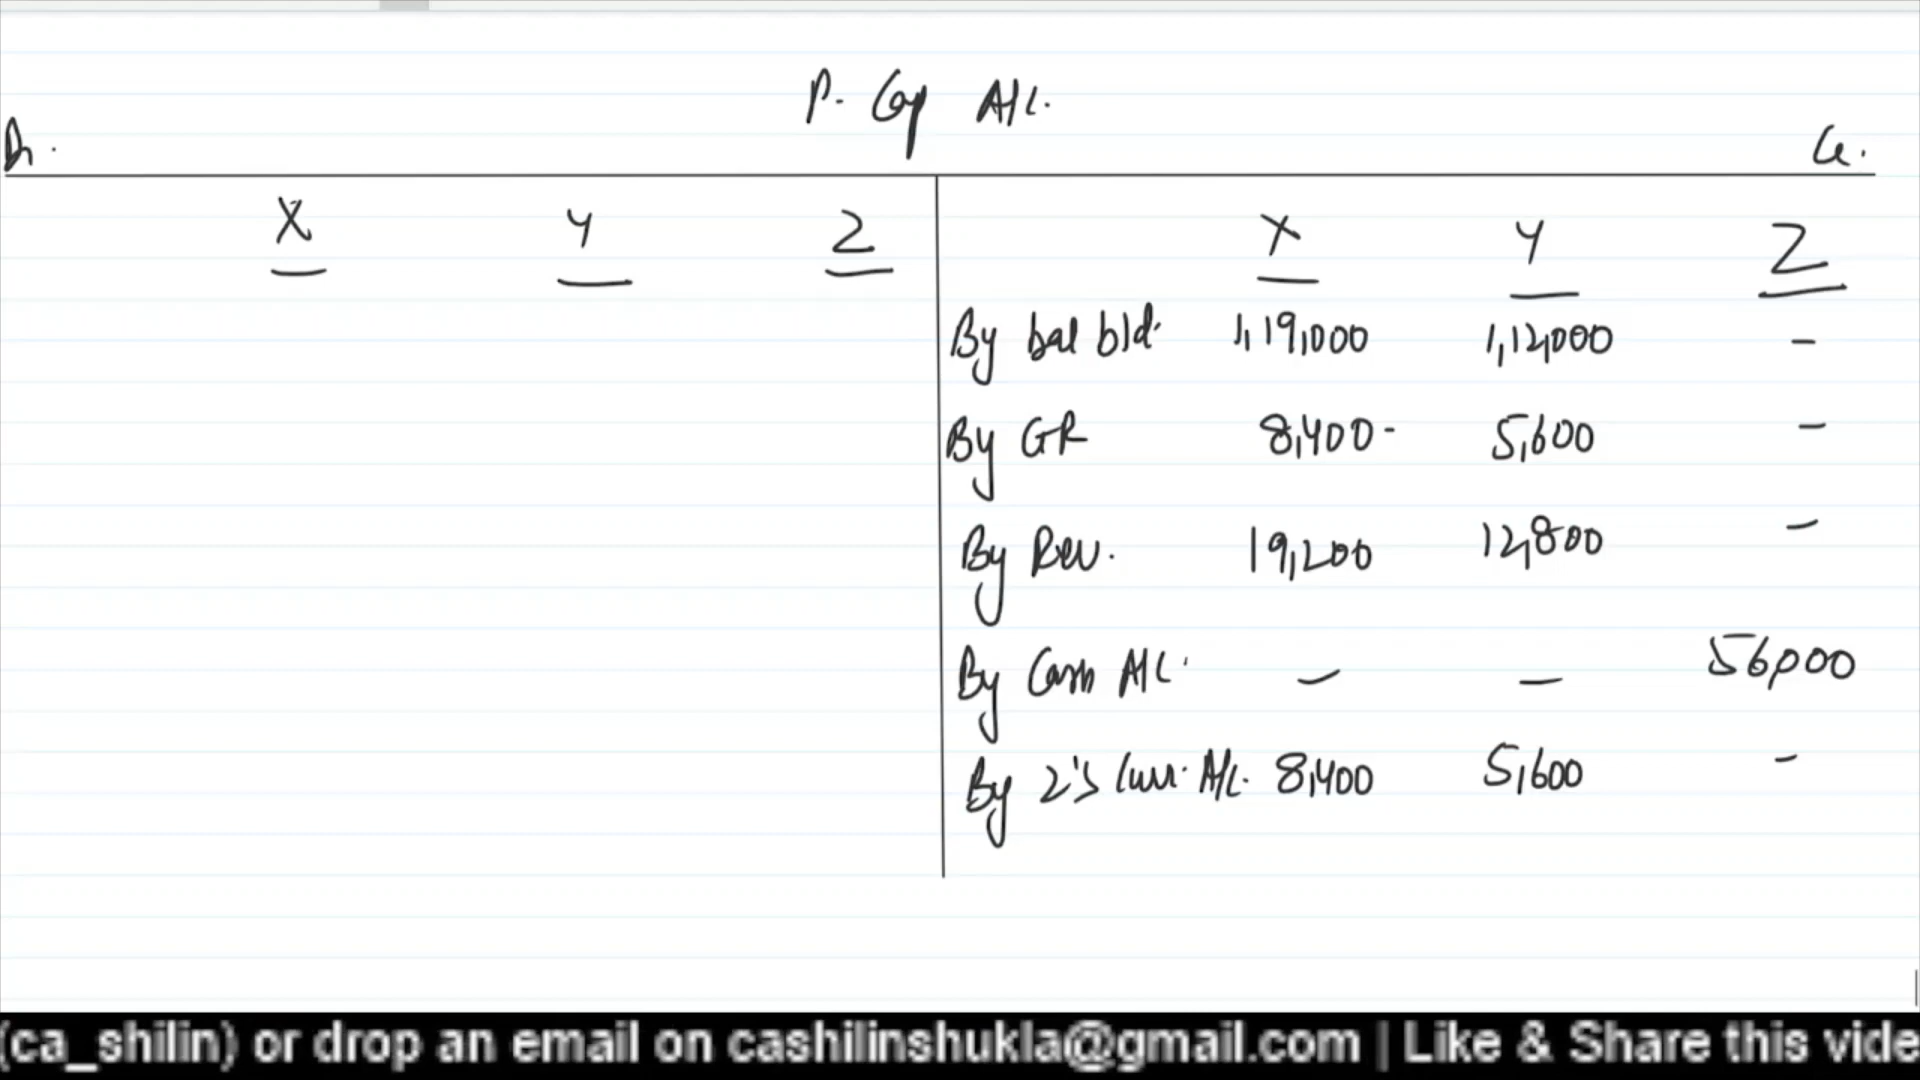 P. Cap A/c.
Dr. Cr.
X Y Z X Y Z
By bal b/d. 1,19,000 1,12,000 -
By GR 8,400- 5,600 -
By Rev. 19,200 12,800 -
By Cash A/c. - - 56,000
By Z's Curr. A/c. 8,400 5,600 -
(ca_shilin) or drop an email on cashilinshukla@gmail.com | Like & Share this vide